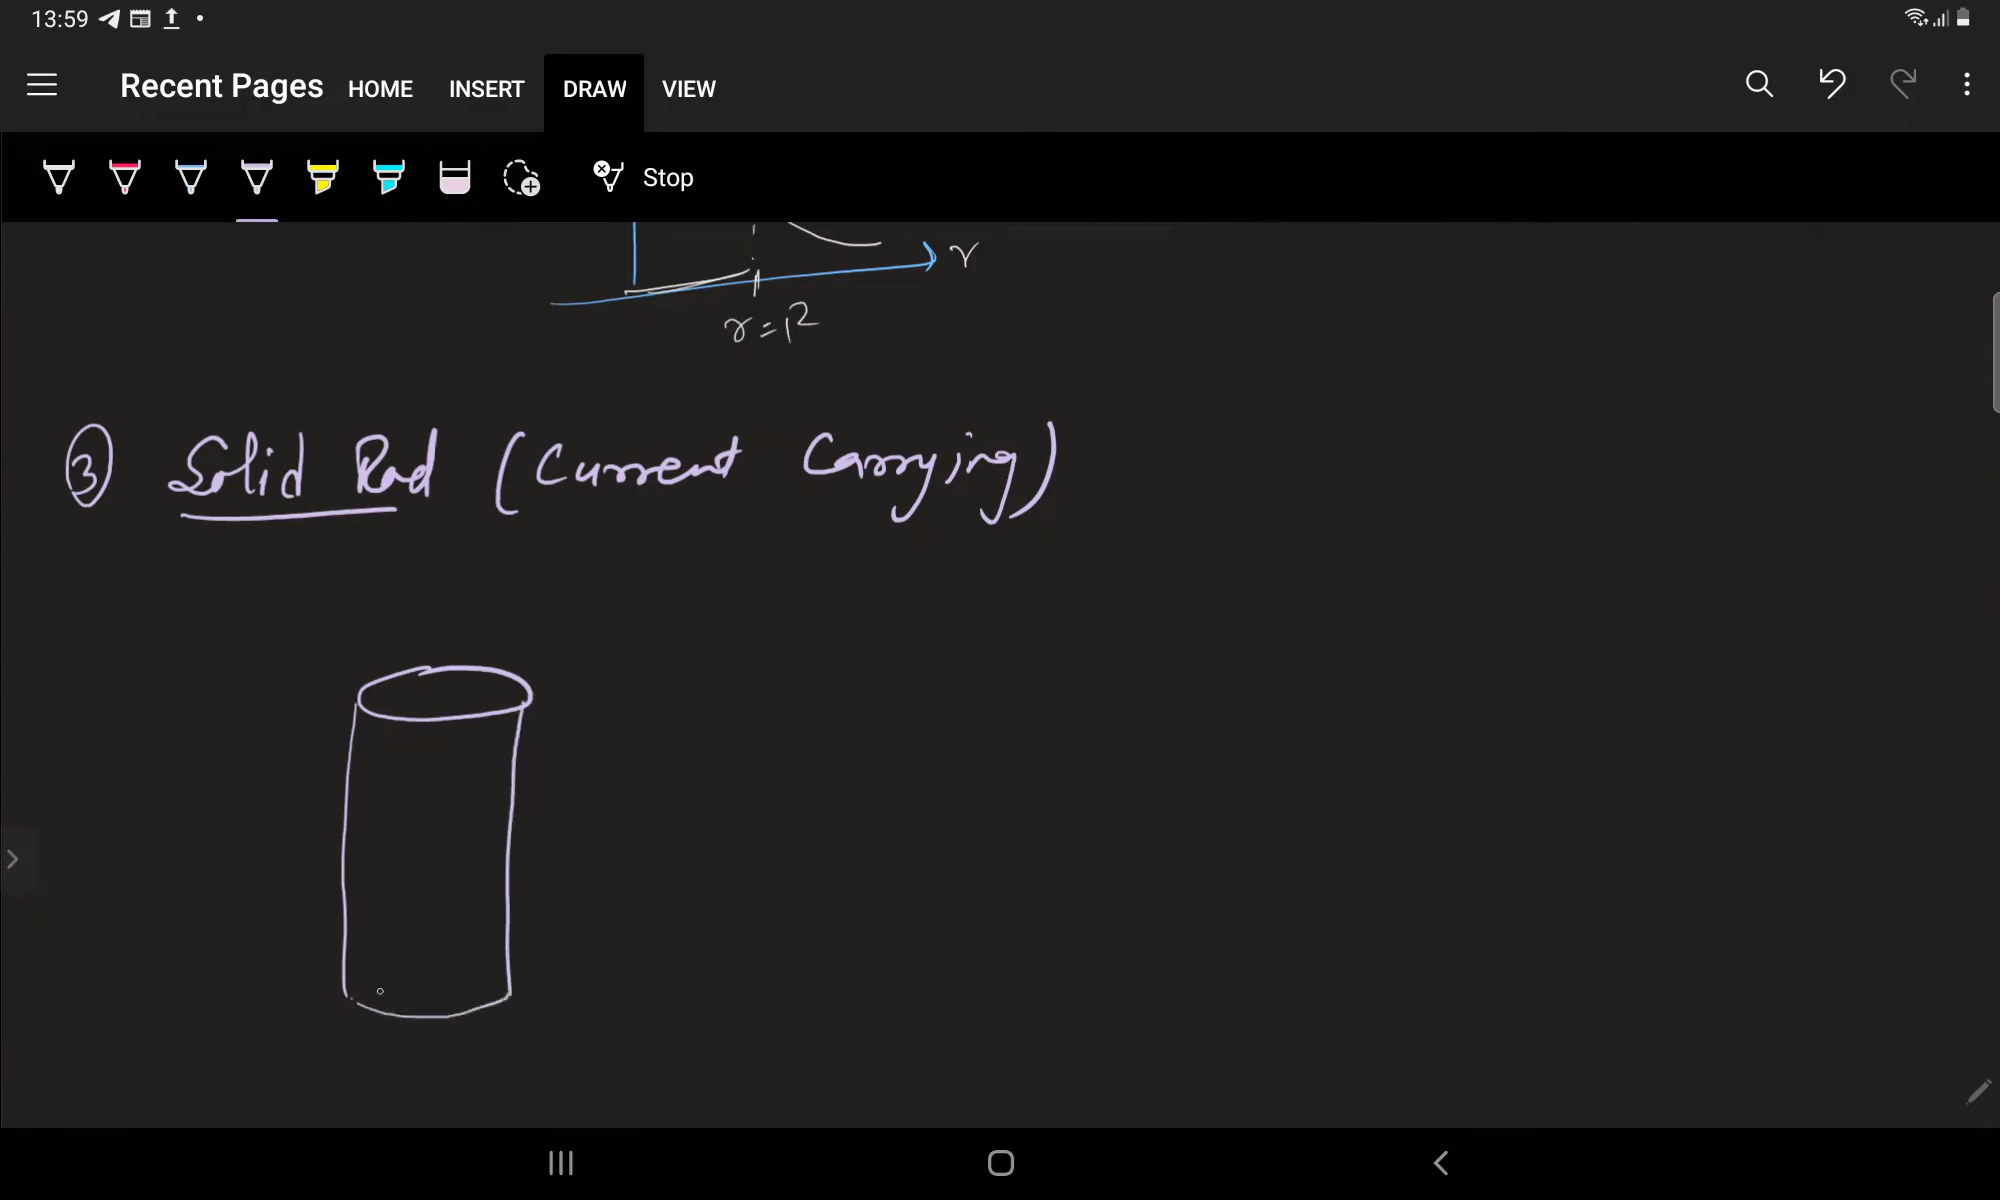 13:59
Recent Pages HOME INSERT DRAW VIEW
Stop
r
r = R
③ Solid Rod (Current Carrying)